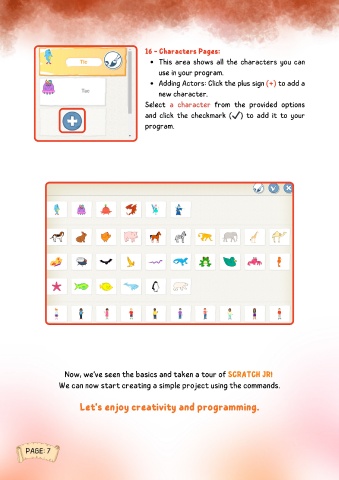 16 - Characters Pages:
• This area shows all the characters you can
use in your program.
• Adding Actors: Click the plus sign (+) to add a
new character.
Select a character from the provided options
and click the checkmark (✓) to add it to your
program.
Tic
Tac
Now, we've seen the basics and taken a tour of SCRATCH JR!
We can now start creating a simple project using the commands.
Let's enjoy creativity and programming.
PAGE: 7